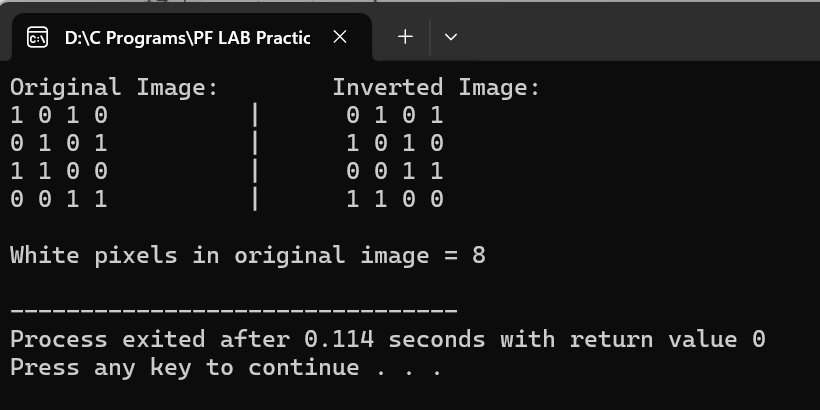 D:\C Programs\PF LAB Practic
Original Image: Inverted Image:
1 0 1 0 | 0 1 0 1
0 1 0 1 | 1 0 1 0
1 1 0 0 | 0 0 1 1
0 0 1 1 | 1 1 0 0
White pixels in original image = 8
--------------------------------
Process exited after 0.114 seconds with return value 0
Press any key to continue . . .